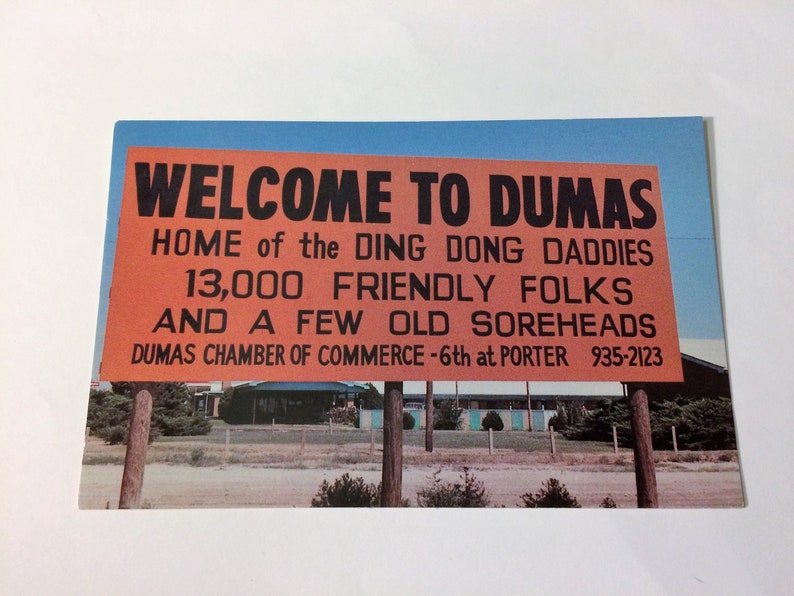 WELCOME TO DUMAS
HOME of the DING DONG DADDIES
13,000 FRIENDLY FOLKS
AND A FEW OLD SOREHEADS
DUMAS CHAMBER OF COMMERCE - 6th at PORTER 935-2123